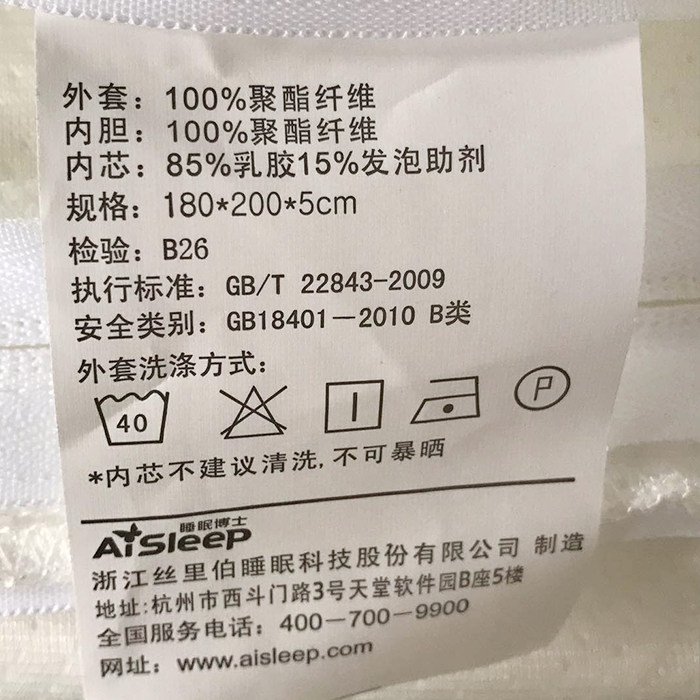 外套：100%聚酯纤维
内胆：100%聚酯纤维
内芯：85%乳胶15%发泡助剂
规格：180*200*5cm
检验：B26
执行标准：GB/T 22843-2009
安全类别：GB18401－2010 B类
外套洗涤方式：
40
P
*内芯不建议清洗,不可暴晒
睡眠博士
AiSleep
浙江丝里伯睡眠科技股份有限公司 制造
地址:杭州市西斗门路3号天堂软件园B座5楼
全国服务电话：400-700-9900
网址：www.aisleep.com